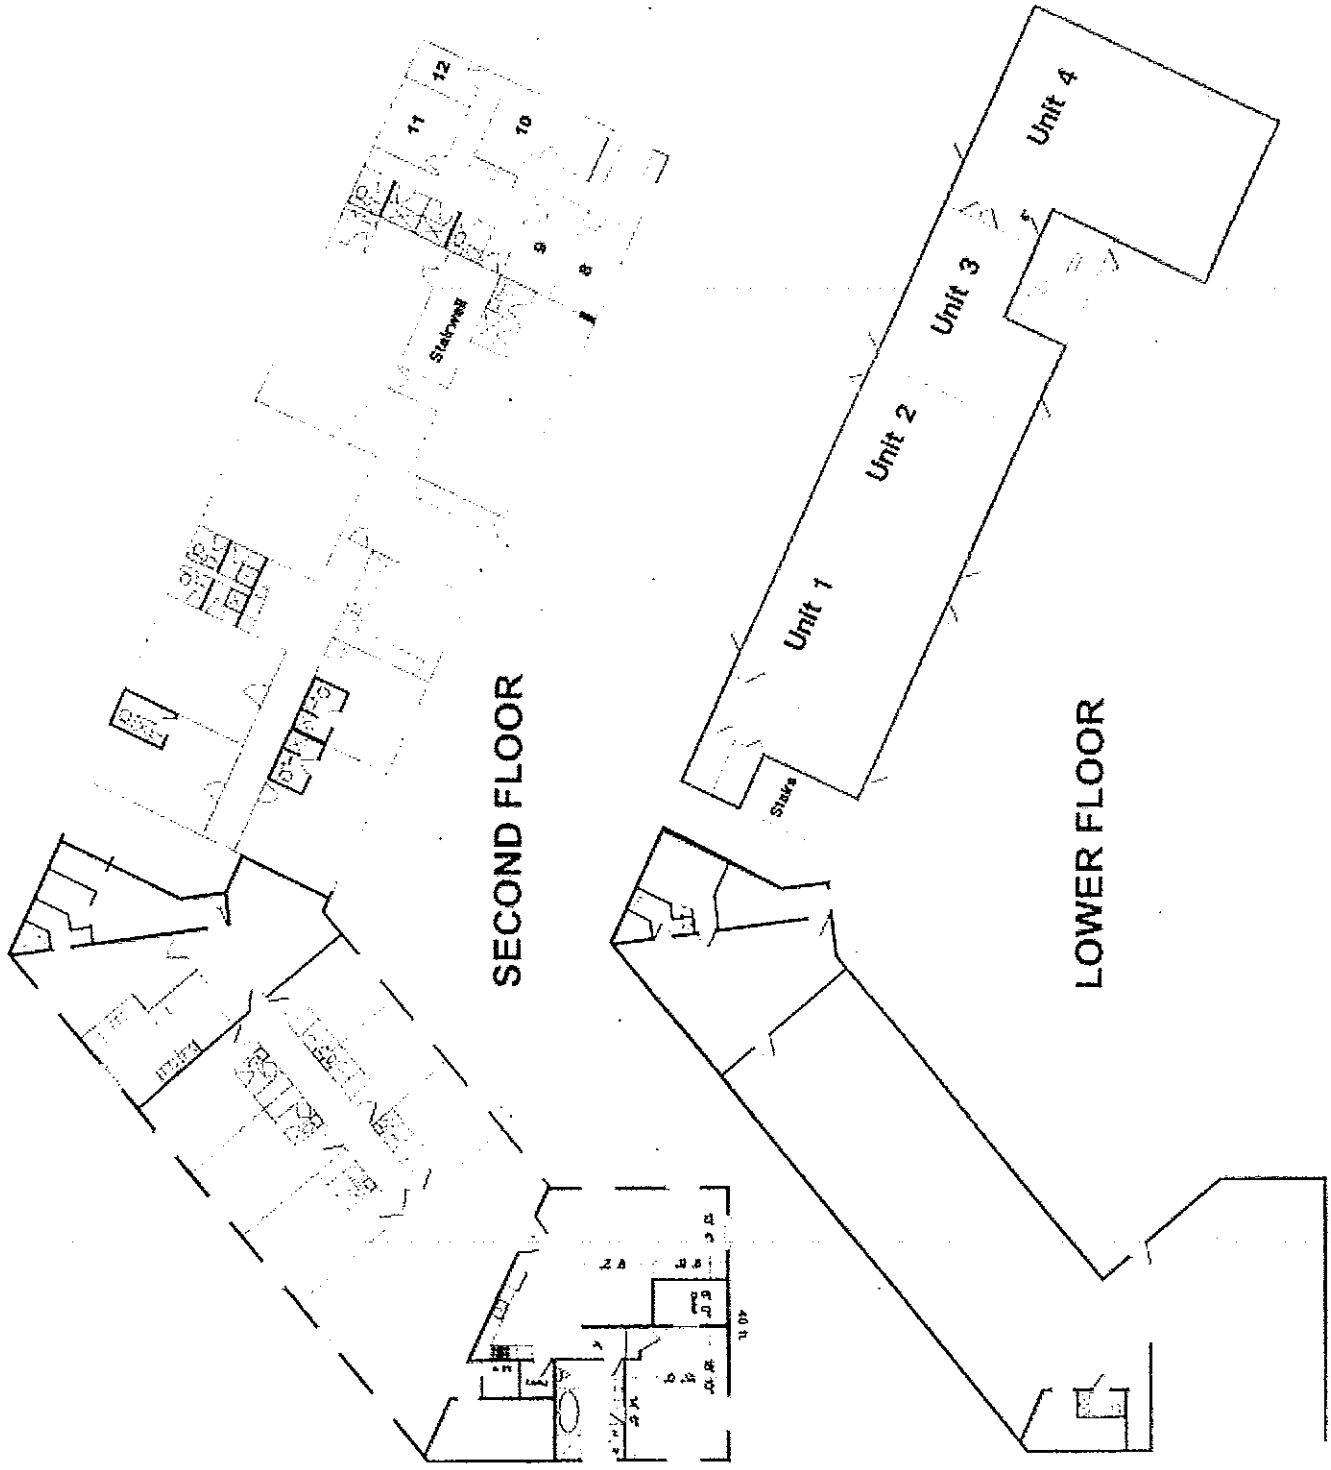 12
11
10
9
8
Stairwell
SECOND FLOOR
40 ft
Unit 4
Unit 3
Unit 2
Unit 1
Stairs
LOWER FLOOR